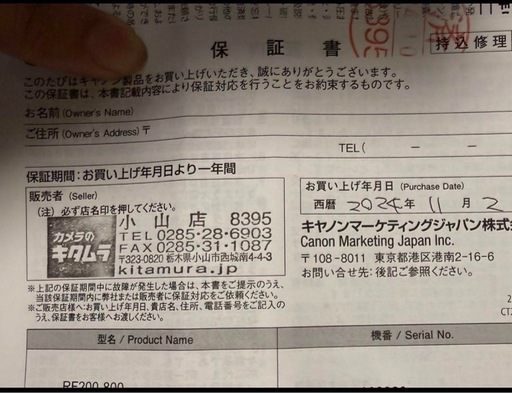 保証書
持込修理
このたびはキヤノン製品をお買い上げいただき、誠にありがとうございます。
この保証書は、本書記載内容により保証対応を行うことをお約束するものです。
お名前 (Owner's Name)
ご住所 (Owner's Address) 〒
TEL( － －
保証期間：お買い上げ年月日より一年間
販売者 (Seller)
(注) 必ず店名印を押してください。
カメラの
キタムラ
小山店 8395
TEL0285-28-6903
FAX0285-31-1087
〒323-0820 栃木県小山市西城南4-4-3
kitamura.jp
お買い上げ年月日 (Purchase Date)
西暦 2024年 11月 2
キヤノンマーケティングジャパン株式
Canon Marketing Japan Inc.
〒108-8011 東京都港区港南2-16-6
お問い合せ先：後記ご参照ください。
※上記の保証期間中に故障が発生した場合は、本書をご提示のうえ、
当該保証期間内に弊社または販売者に保証対応をご依頼ください。
※ご販売店様へ：お買い上げ年月日、貴店名、住所、電話番号をご記入の
うえ、保証書をお客様へお渡しください。
型名 / Product Name
機番 / Serial No.
RF200-800